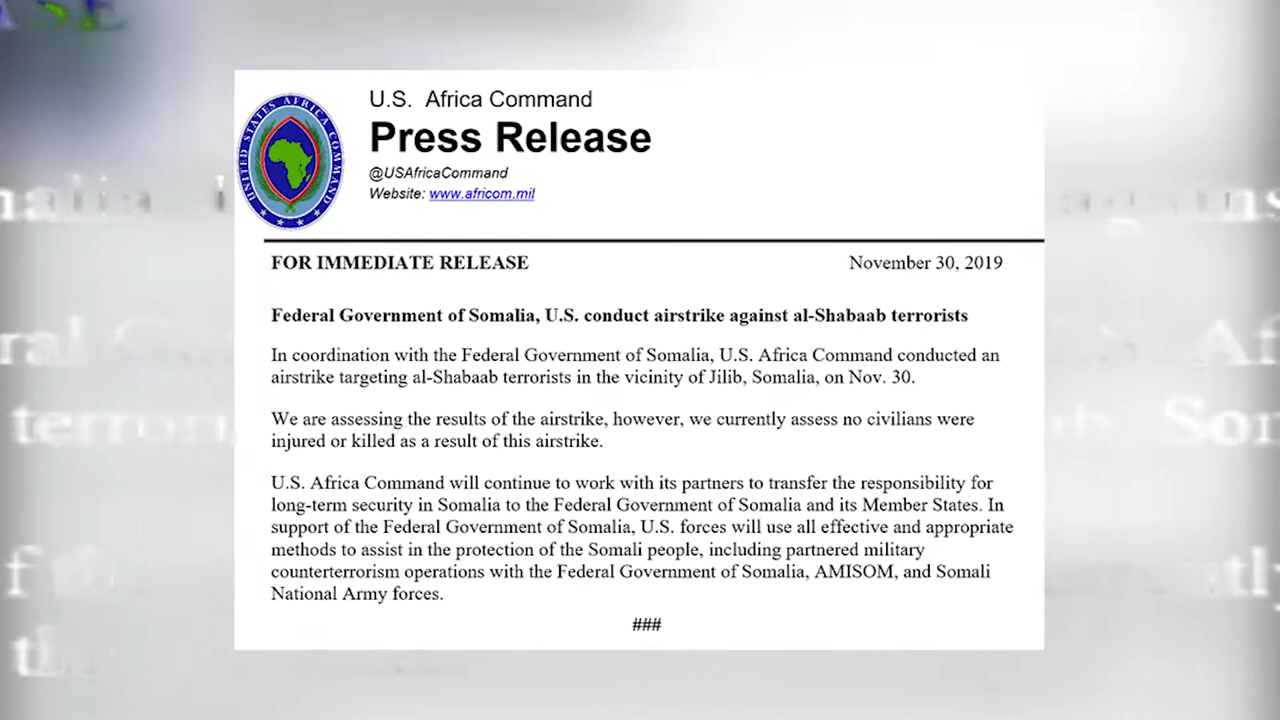 UNITED STATES AFRICA COMMAND
U.S. Africa Command
Press Release
@USAfricaCommand
Website: www.africom.mil
FOR IMMEDIATE RELEASE November 30, 2019
Federal Government of Somalia, U.S. conduct airstrike against al-Shabaab terrorists
In coordination with the Federal Government of Somalia, U.S. Africa Command conducted an
airstrike targeting al-Shabaab terrorists in the vicinity of Jilib, Somalia, on Nov. 30.
We are assessing the results of the airstrike, however, we currently assess no civilians were
injured or killed as a result of this airstrike.
U.S. Africa Command will continue to work with its partners to transfer the responsibility for
long-term security in Somalia to the Federal Government of Somalia and its Member States. In
support of the Federal Government of Somalia, U.S. forces will use all effective and appropriate
methods to assist in the protection of the Somali people, including partnered military
counterterrorism operations with the Federal Government of Somalia, AMISOM, and Somali
National Army forces.
###